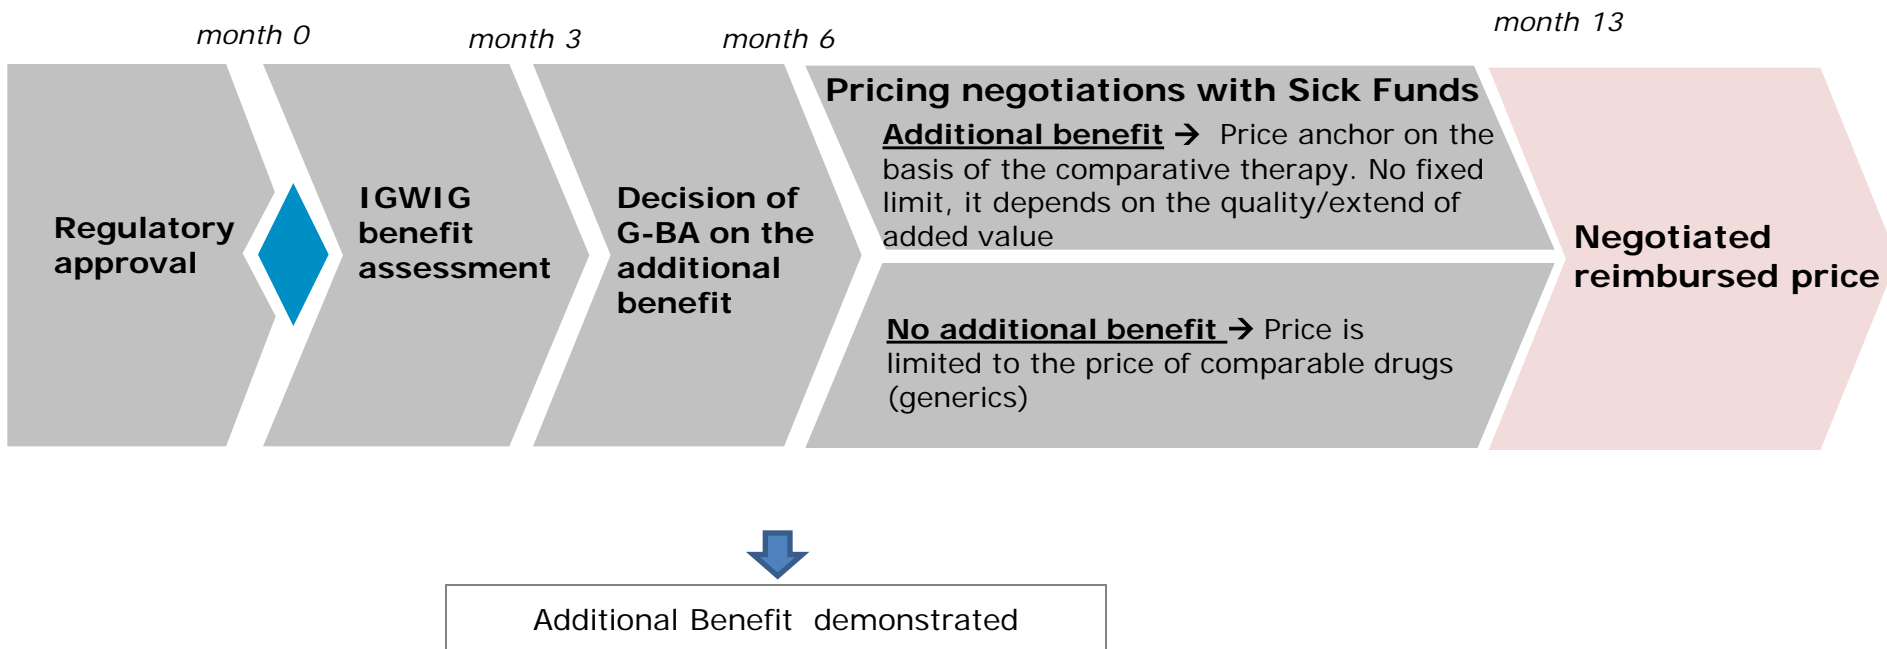 month 0
month 3
month 6
month 13
Regulatory
approval
IGWIG
benefit
assessment
Decision of
G-BA on the
additional
benefit
Pricing negotiations with Sick Funds
Additional benefit → Price anchor on the
basis of the comparative therapy. No fixed
limit, it depends on the quality/extend of
added value
No additional benefit → Price is
limited to the price of comparable drugs
(generics)
Negotiated
reimbursed price
Additional Benefit demonstrated